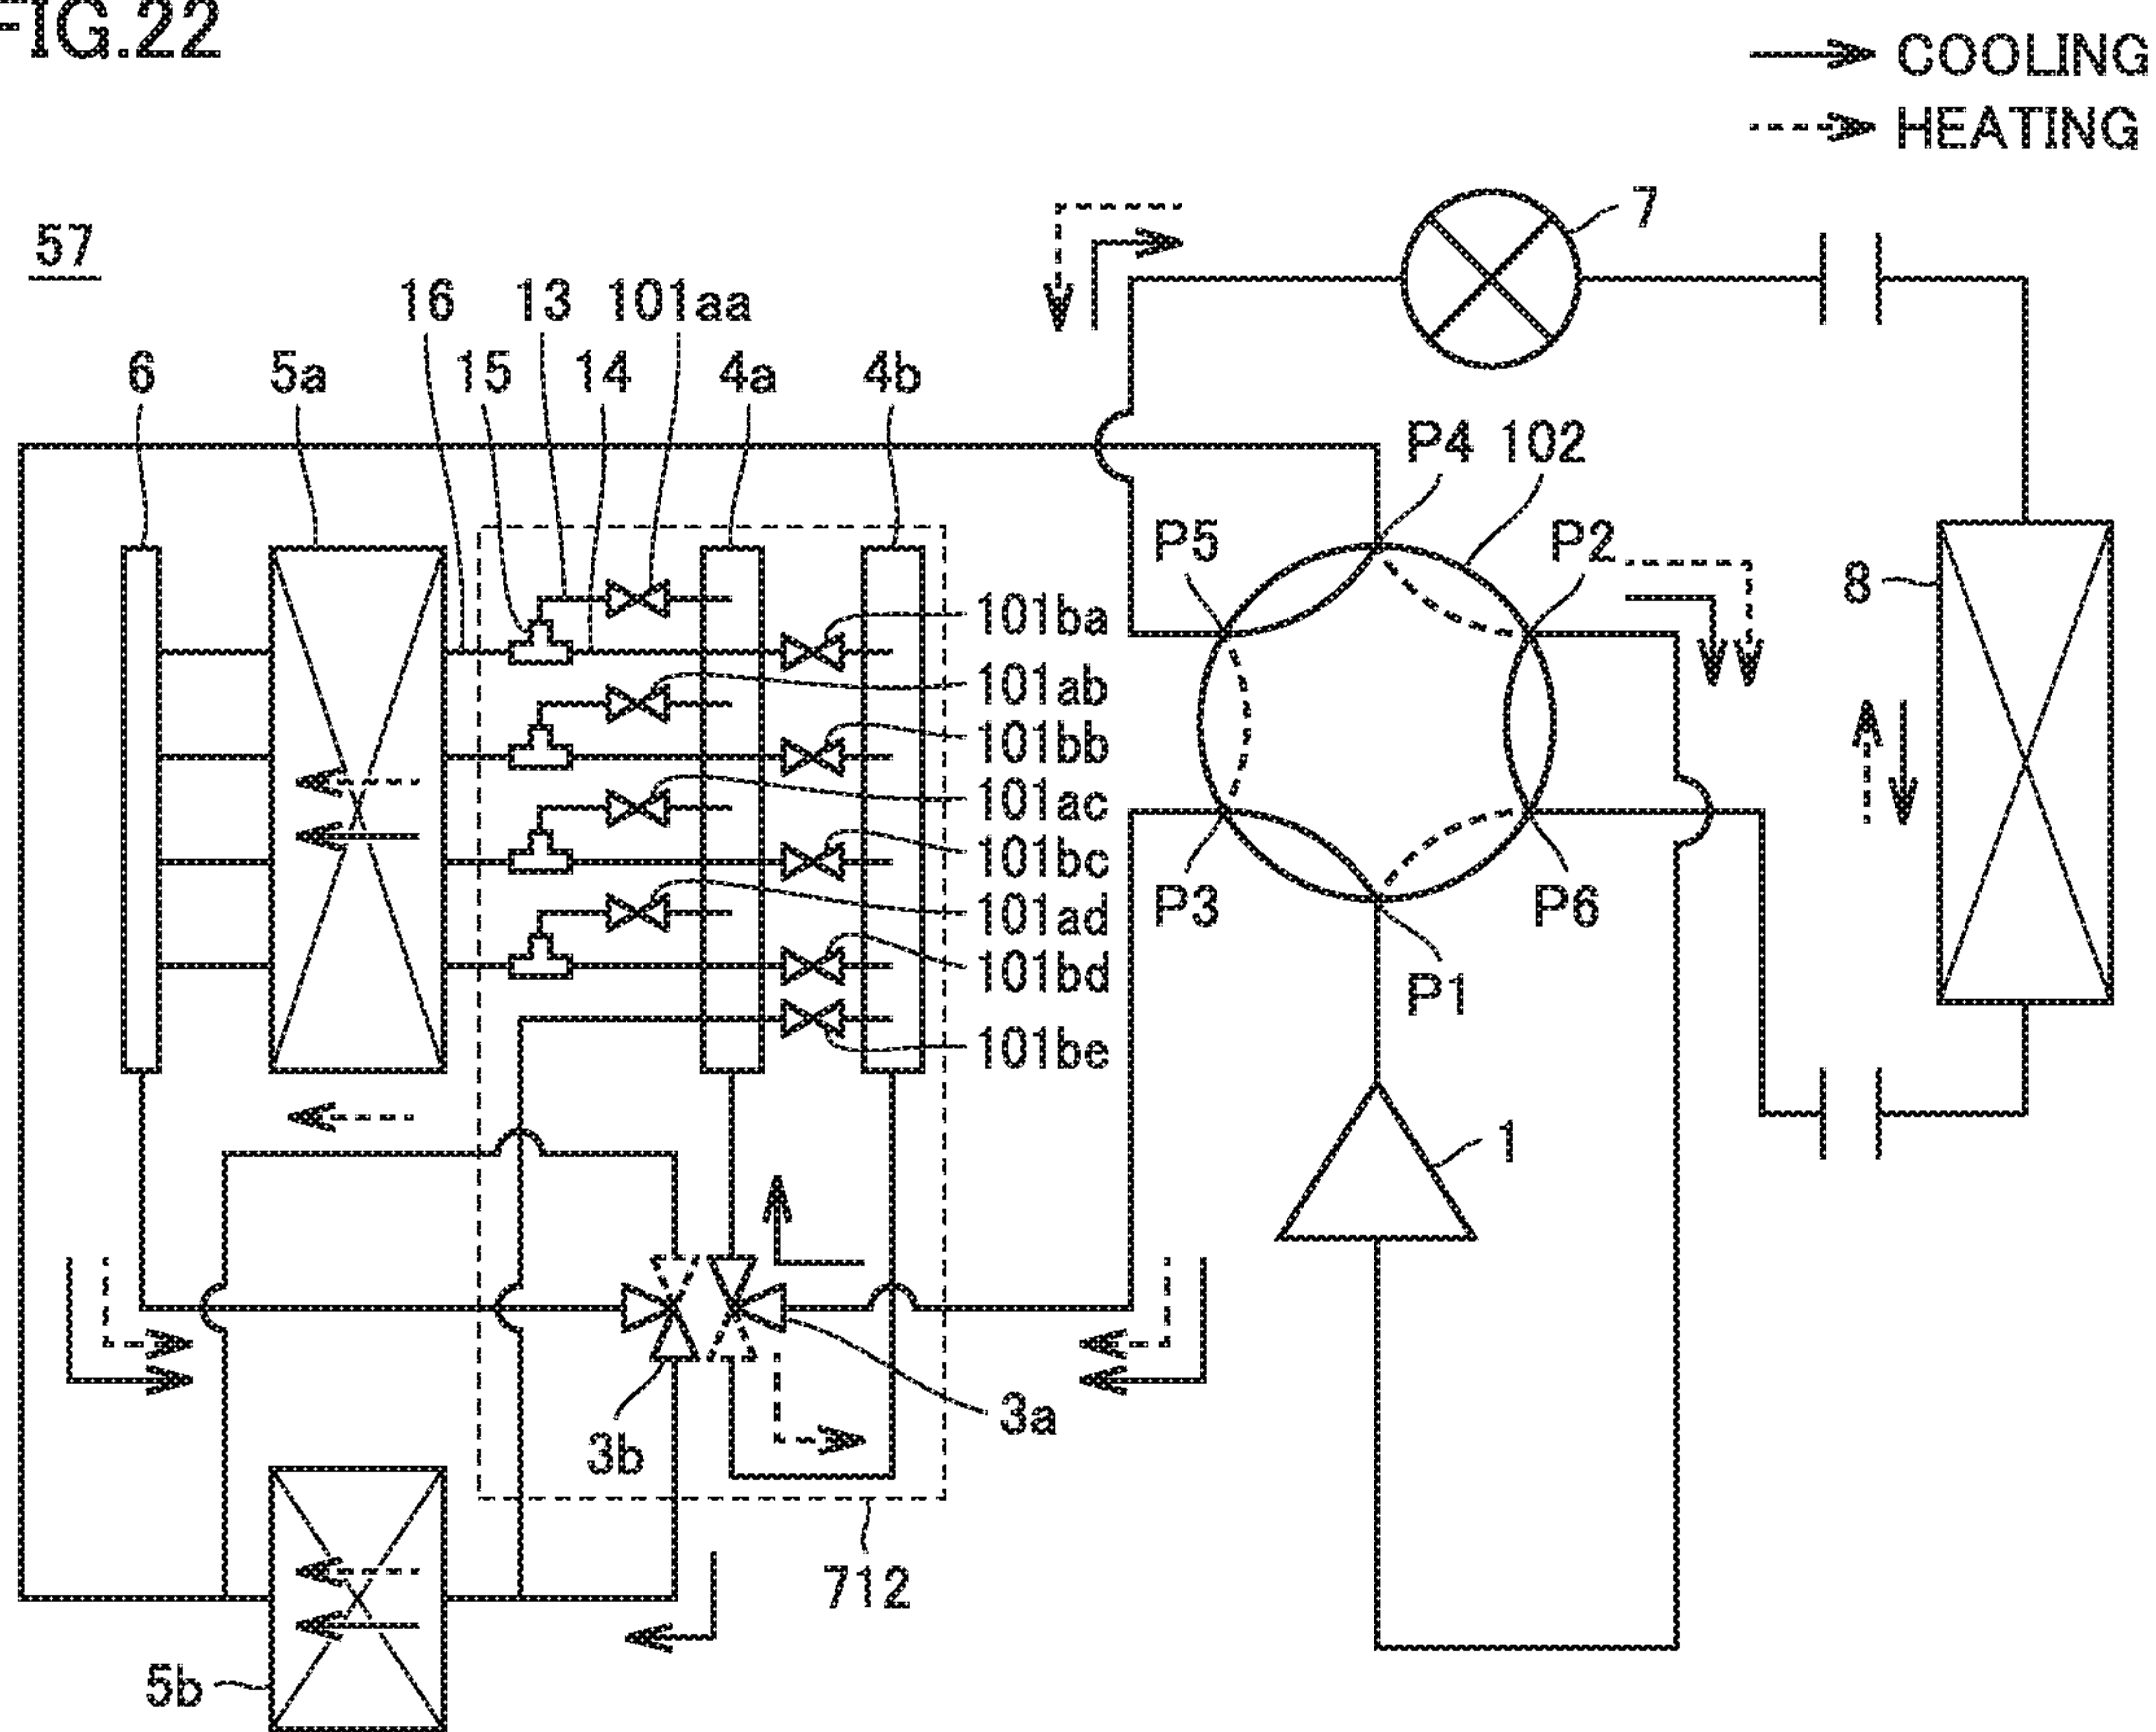 FIG.22
COOLING
HEATING
57
7
16 13 101aa
6 5a 15 14 4a 4b
P4 102
P5 P2
8
101ba
101ab
101bb
101ac
101bc
P3 P6
101ad
101bd
P1
101be
1
3a
3b
712
5b